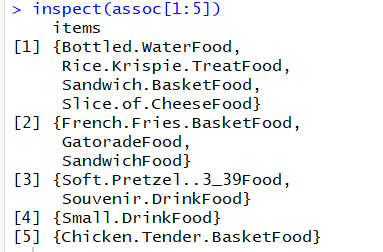 > inspect(assoc[1:5])
items
[1] {Bottled.WaterFood,
Rice.Krispie.TreatFood,
Sandwich.BasketFood,
Slice.of.CheeseFood}
[2] {French.Fries.BasketFood,
GatoradeFood,
SandwichFood}
[3] {Soft.Pretzel..3_39Food,
Souvenir.DrinkFood}
[4] {Small.DrinkFood}
[5] {Chicken.Tender.BasketFood}